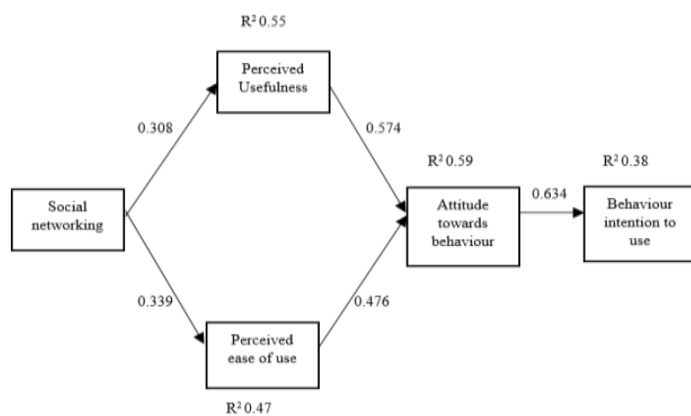 R² 0.55
Perceived
Usefulness
0.308
0.574
R² 0.59
R² 0.38
Social
networking
Attitude
towards
behaviour
0.634
Behaviour
intention to
use
0.339
0.476
Perceived
ease of use
R² 0.47